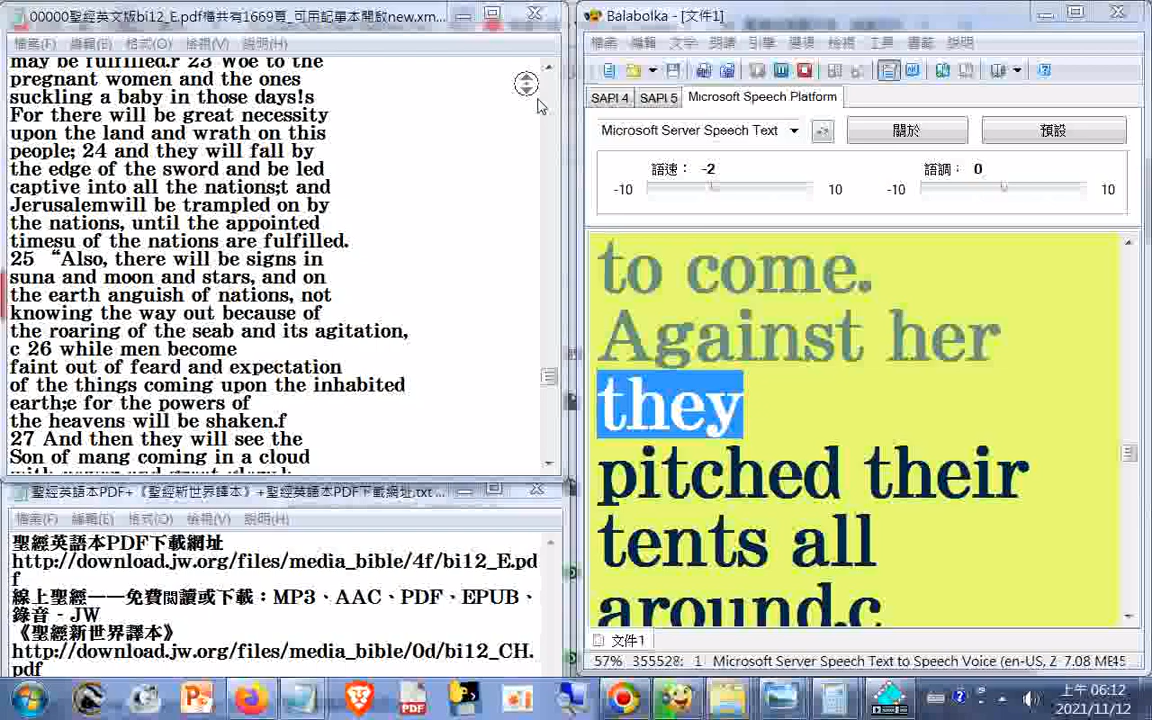 00000聖經英文版bi12_E.pdf檔共有1669頁_可用記事本開啟new.xm...
檔案(F) 編輯(E) 格式(O) 檢視(V) 說明(H)
may be fulfilled.r 23 Woe to the
pregnant women and the ones
suckling a baby in those days!s
For there will be great necessity
upon the land and wrath on this
people; 24 and they will fall by
the edge of the sword and be led
captive into all the nations;t and
Jerusalemwill be trampled on by
the nations, until the appointed
timesu of the nations are fulfilled.
25 “Also, there will be signs in
suna and moon and stars, and on
the earth anguish of nations, not
knowing the way out because of
the roaring of the seab and its agitation,
c 26 while men become
faint out of feard and expectation
of the things coming upon the inhabited
earth;e for the powers of
the heavens will be shaken.f
27 And then they will see the
Son of mang coming in a cloud
with power and great glory.h
聖經英語本PDF+《聖經新世界譯本》+聖經英語本PDF下載網址.txt ...
檔案(F) 編輯(E) 格式(O) 檢視(V) 說明(H)
聖經英語本PDF下載網址
http://download.jw.org/files/media_bible/4f/bi12_E.pd
f
線上聖經——免費閱讀或下載：MP3、AAC、PDF、EPUB、
錄音 - JW
《聖經新世界譯本》
http://download.jw.org/files/media_bible/0d/bi12_CH.
pdf
Balabolka - [文件1]
檔案 編輯 文字 朗讀 引擎 選項 檢視 工具 書籤 說明
SAPI 4 SAPI 5 Microsoft Speech Platform
Microsoft Server Speech Text 關於 預設
語速： -2 語調： 0
-10 10 -10 10
to come.
Against her
they
pitched their
tents all
around.c
文件1
57% 355528: 1 Microsoft Server Speech Text to Speech Voice (en-US, Z 7.08 ME45
上午 06:12
2021/11/12